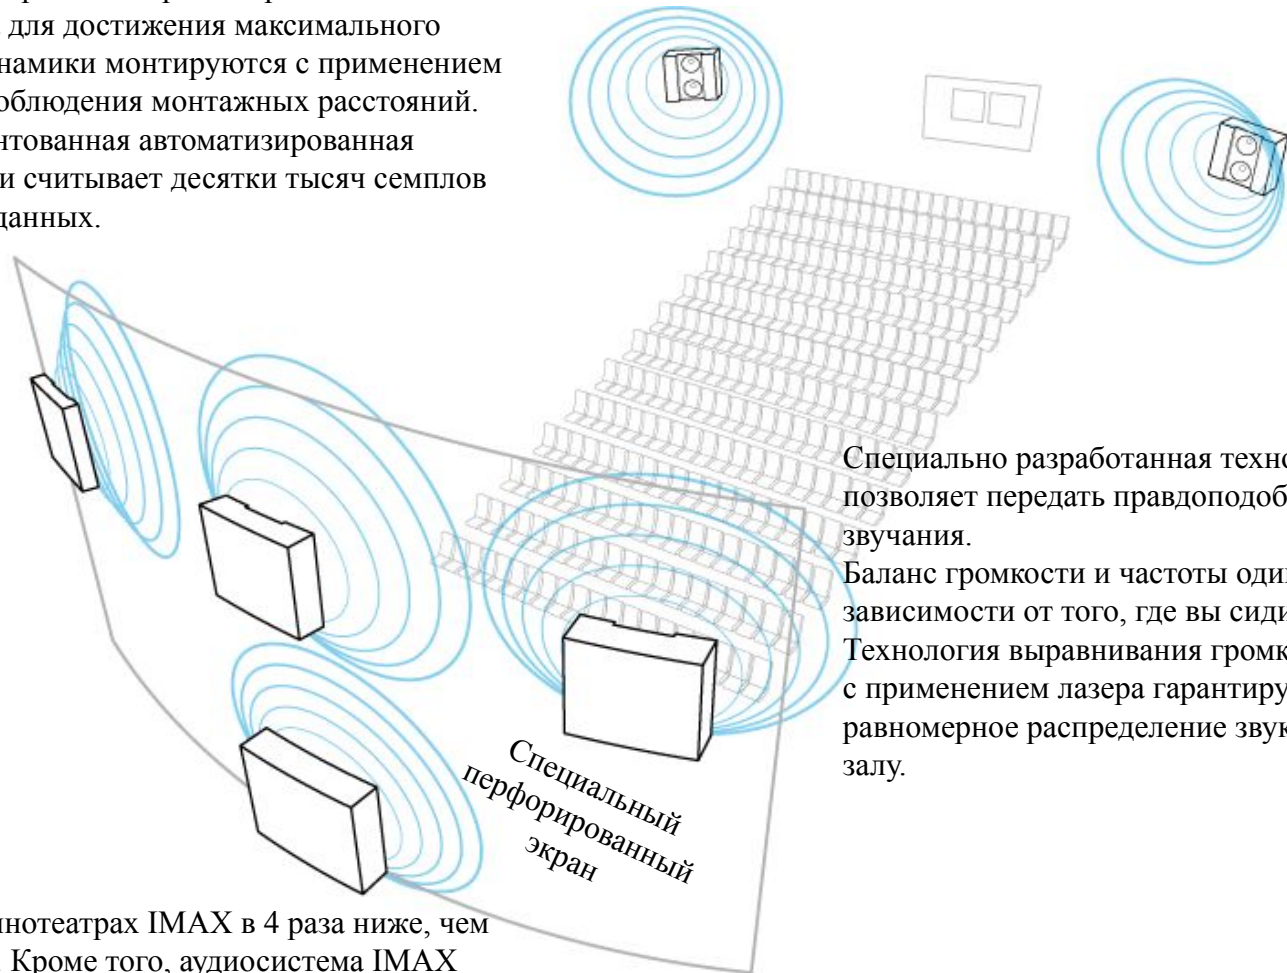 для достижения максимального
намики монтируются с применением
облюдения монтажных расстояний.
нтованная автоматизированная
и считывает десятки тысяч семплов
данных.
Специально разработанная техно
позволяет передать правдоподоб
звучания.
Баланс громкости и частоты оди
зависимости от того, где вы сиди
Технология выравнивания громк
с применением лазера гарантиру
равномерное распределение звук
залу.
Специальный
перфорированный
экран
инотеатрах IMAX в 4 раза ниже, чем
. Кроме того, аудиосистема IMAX